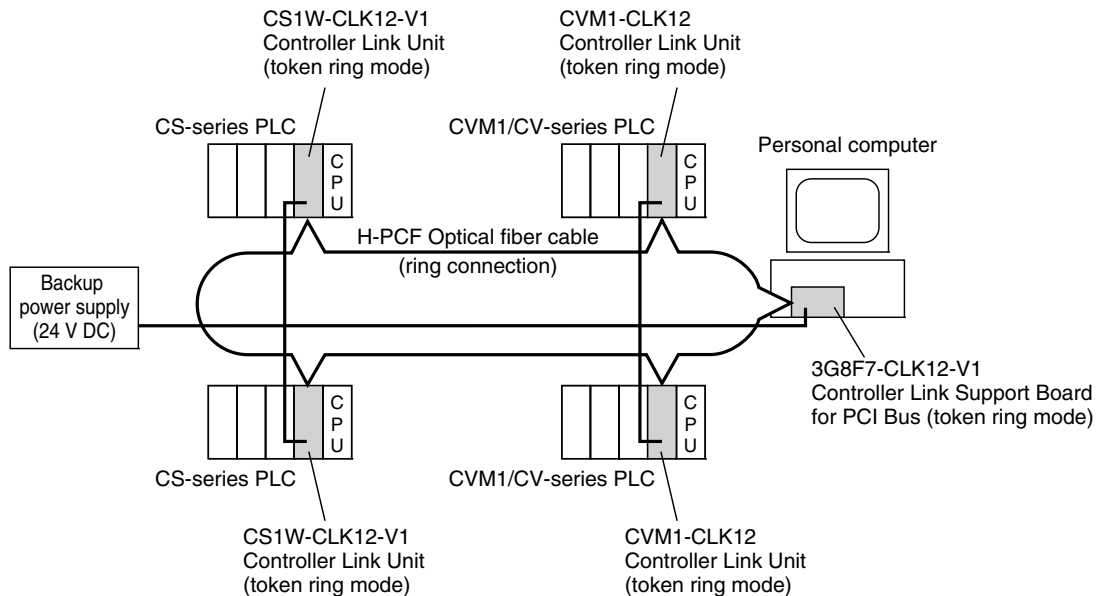 CS1W-CLK12-V1
Controller Link Unit
(token ring mode)
CVM1-CLK12
Controller Link Unit
(token ring mode)
CS-series PLC
CVM1/CV-series PLC
Personal computer
C
P
U
C
P
U
H-PCF Optical fiber cable
(ring connection)
Backup
power supply
(24 V DC)
3G8F7-CLK12-V1
Controller Link Support Board
for PCI Bus (token ring mode)
C
P
U
C
P
U
CS-series PLC
CVM1/CV-series PLC
CS1W-CLK12-V1
Controller Link Unit
(token ring mode)
CVM1-CLK12
Controller Link Unit
(token ring mode)